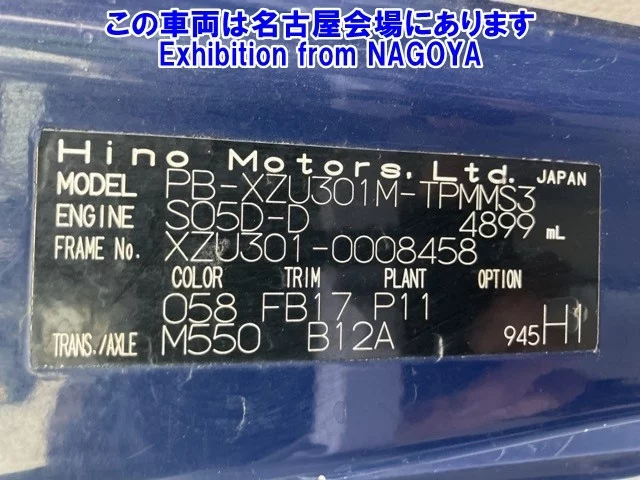 この車両は名古屋会場にあります
Exhibition from NAGOYA
Hino Motors, Ltd. JAPAN
MODEL PB-XZU301M-TPMMS3
ENGINE S05D-D 4899 mL
FRAME No. XZU301-0008458
COLOR TRIM PLANT OPTION
058 FB17 P11
TRANS./AXLE M550 B12A 945 H1